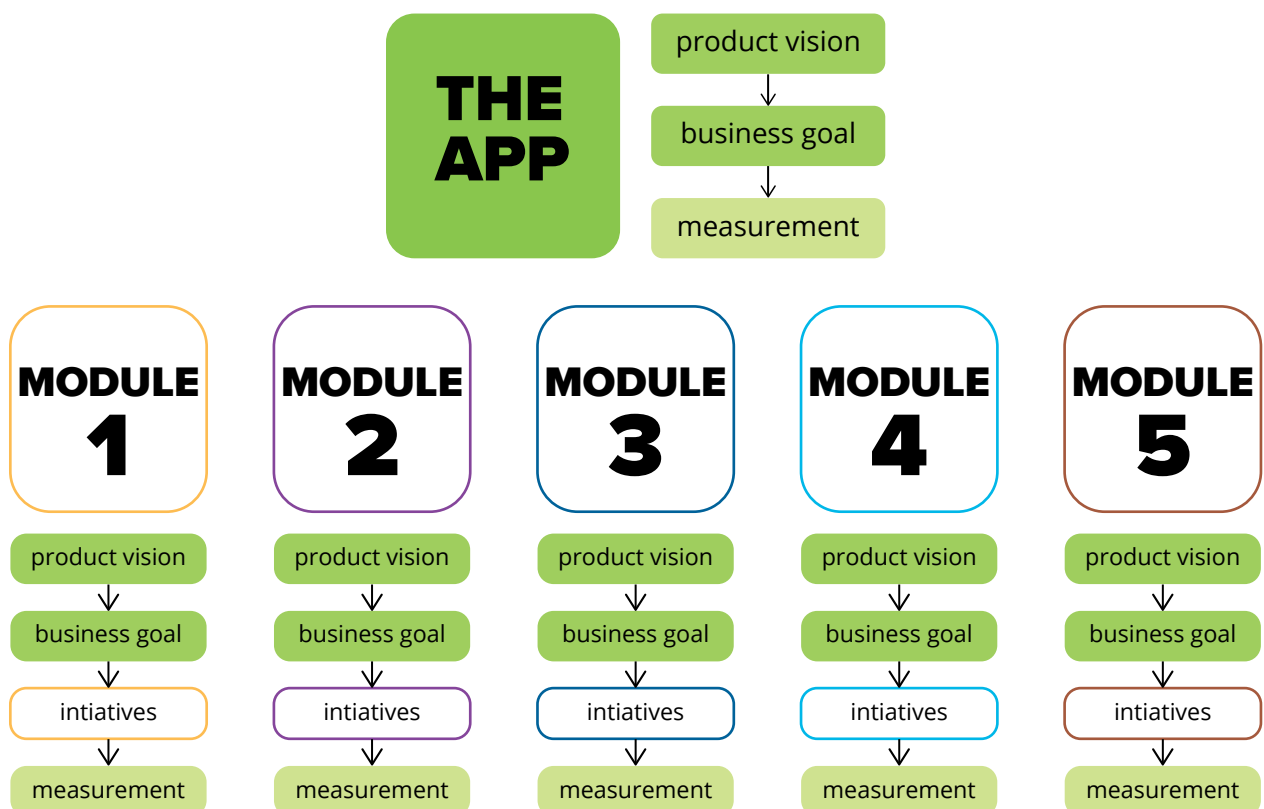 THE
APP
product vision
business goal
measurement
MODULE
1
product vision
business goal
intiatives
measurement
MODULE
2
product vision
business goal
intiatives
measurement
MODULE
3
product vision
business goal
intiatives
measurement
MODULE
4
product vision
business goal
intiatives
measurement
MODULE
5
product vision
business goal
intiatives
measurement